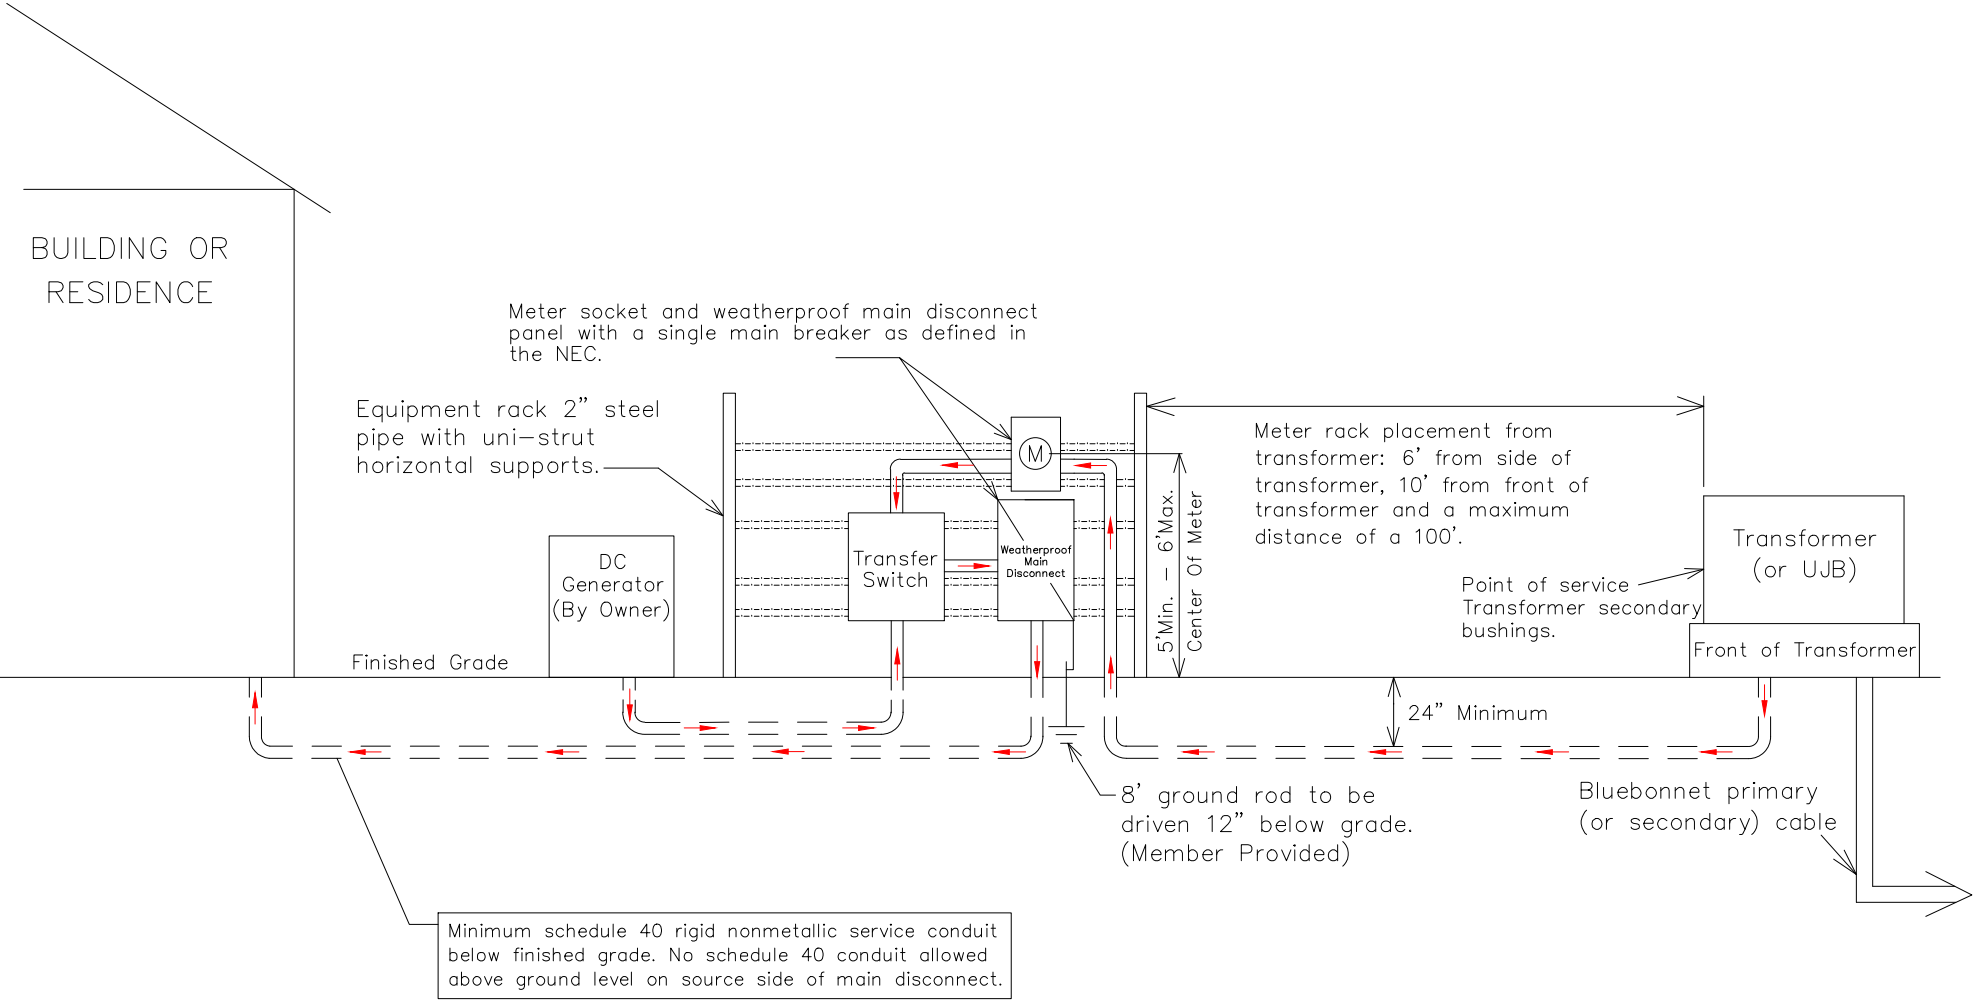 BUILDING OR
RESIDENCE
Meter socket and weatherproof main disconnect
panel with a single main breaker as defined in
the NEC.
Equipment rack 2” steel
pipe with uni-strut
horizontal supports.
M
Meter rack placement from
transformer: 6’ from side of
transformer, 10’ from front of
transformer and a maximum
distance of a 100’.
5’Min. - 6’Max.
Center Of Meter
DC
Generator
(By Owner)
Transfer
Switch
Weatherproof
Main
Disconnect
Transformer
(or UJB)
Point of service
Transformer secondary
bushings.
Front of Transformer
Finished Grade
24” Minimum
8’ ground rod to be
driven 12” below grade.
(Member Provided)
Bluebonnet primary
(or secondary) cable
Minimum schedule 40 rigid nonmetallic service conduit
below finished grade. No schedule 40 conduit allowed
above ground level on source side of main disconnect.